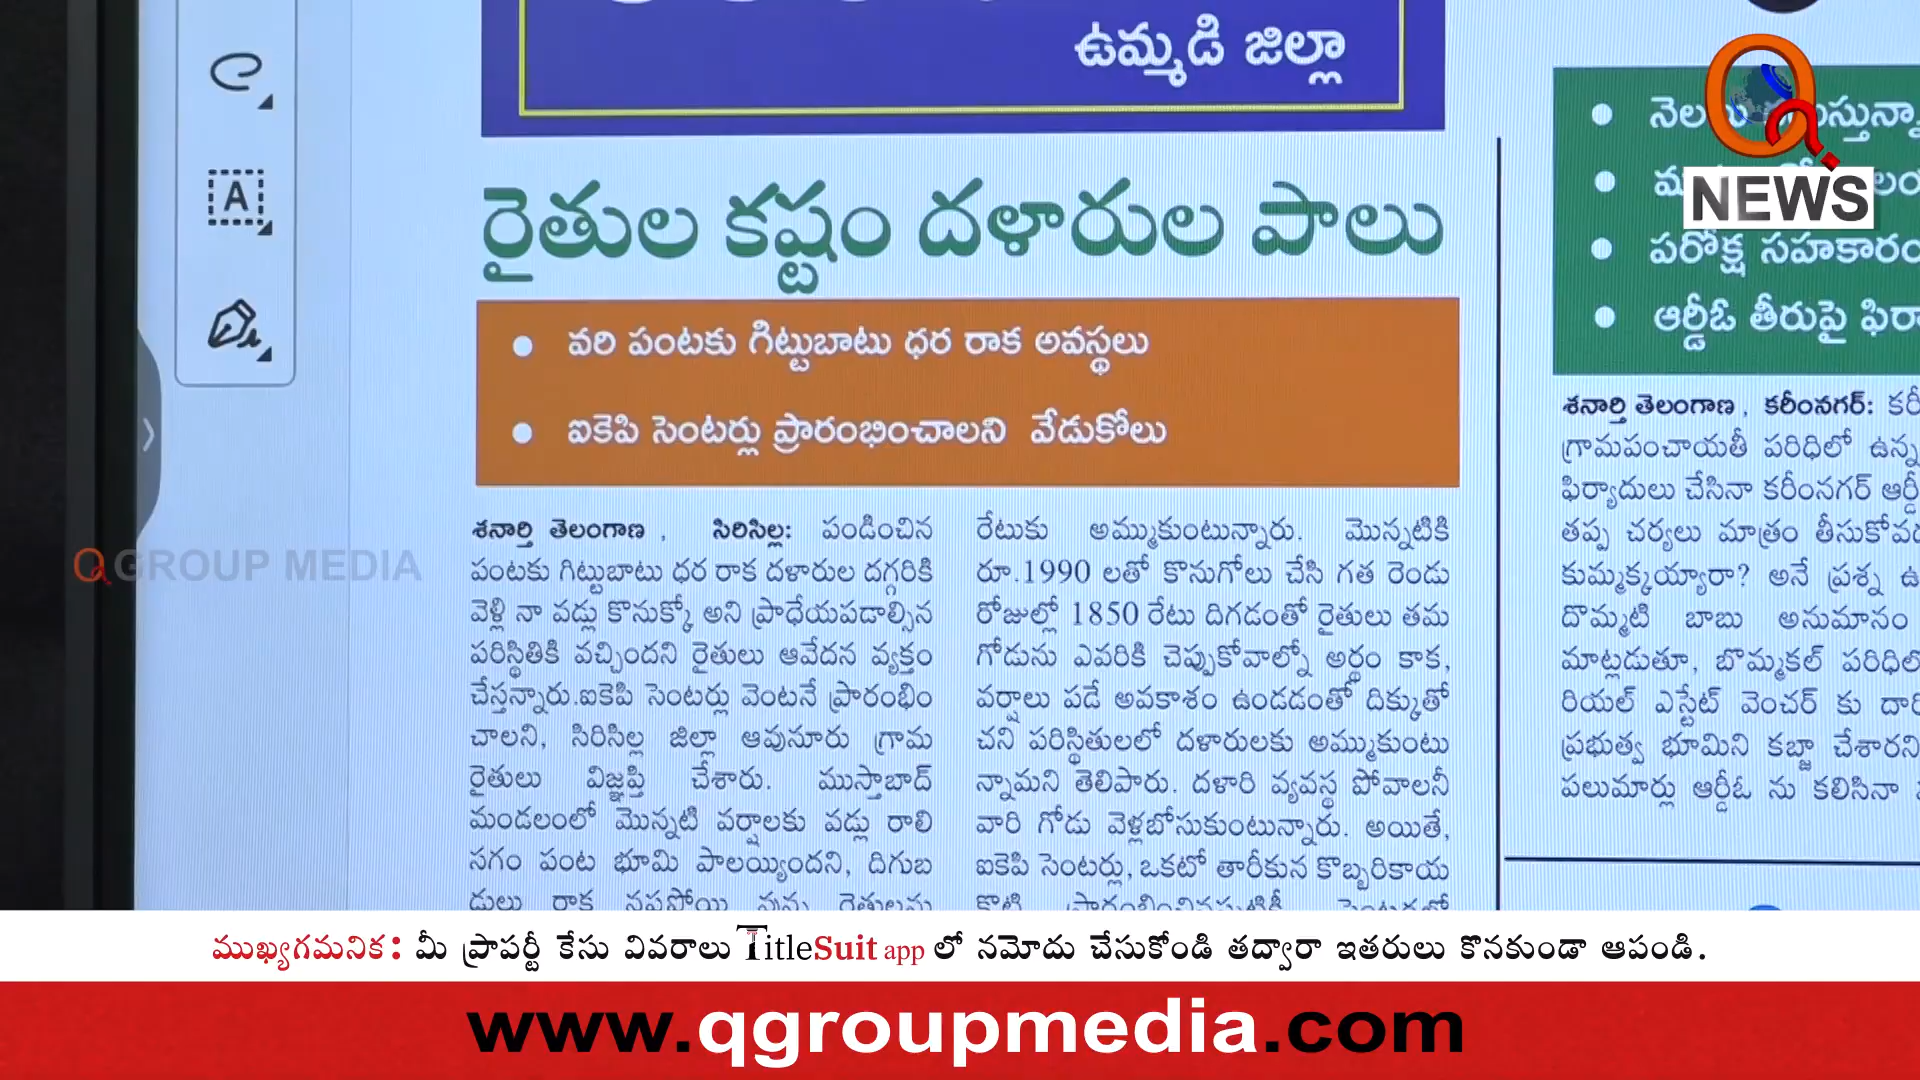 ఉమ్మడి జిల్లా
రైతుల కష్టం దళారుల పాలు
• వరి పంటకు గిట్టుబాటు ధర రాక అవస్థలు
• ఐకెపి సెంటర్లు ప్రారంభించాలని వేడుకోలు
శనార్తి తెలంగాణ , సిరిసిల్ల: పండించిన
పంటకు గిట్టుబాటు ధర రాక దళారుల దగ్గరికి
వెళ్లి నా వడ్లు కొనుక్కో అని ప్రాధేయపడాల్సిన
పరిస్థితికి వచ్చిందని రైతులు ఆవేదన వ్యక్తం
చేస్తన్నారు.ఐకెపి సెంటర్లు వెంటనే ప్రారంభిం
చాలని, సిరిసిల్ల జిల్లా ఆవునూరు గ్రామ
రైతులు విజ్ఞప్తి చేశారు. ముస్తాబాద్
మండలంలో మొన్నటి వర్షాలకు వడ్లు రాలి
సగం పంట భూమి పాలయ్యిందని, దిగుబ
డులు రాక
రేటుకు అమ్ముకుంటున్నారు. మొన్నటికి
రూ.1990 లతో కొనుగోలు చేసి గత రెండు
రోజుల్లో 1850 రేటు దిగడంతో రైతులు తమ
గోడును ఎవరికి చెప్పుకోవాల్నో అర్థం కాక,
వర్షాలు పడే అవకాశం ఉండడంతో దిక్కుతో
చని పరిస్థితులలో దళారులకు అమ్ముకుంటు
న్నామని తెలిపారు. దళారి వ్యవస్థ పోవాలనీ
వారి గోడు వెళ్లబోసుకుంటున్నారు. అయితే,
ఐకెపి సెంటర్లు, ఒకటో తారీకున కొబ్బరికాయ
• పరోక్ష సహకారం
• ఆర్డీఓ తీరుపై
శనార్తి తెలంగాణ , కరీంనగర్:
గ్రామపంచాయతీ పరిధిలో
ఫిర్యాదులు చేసినా కరీంనగర్
తప్ప చర్యలు మాత్రం
కుమ్మక్కయ్యారా? అనే ప్రశ్న
దొమ్మటి బాబు అనుమానం
మాట్లడుతూ, బొమ్మకల్
రియల్ ఎస్టేట్ వెంచర్ కు
ప్రభుత్వ భూమిని కబ్జా
పలుమార్లు ఆర్డీఓ ను కలిసినా
Q NEWS
QGROUP MEDIA
A
ముఖ్యగమనిక: మీ ప్రాపర్టీ కేసు వివరాలు TitleSuit app లో నమోదు చేసుకోండి తద్వారా ఇతరులు కొనకుండా ఆపండి.
www.qgroupmedia.com